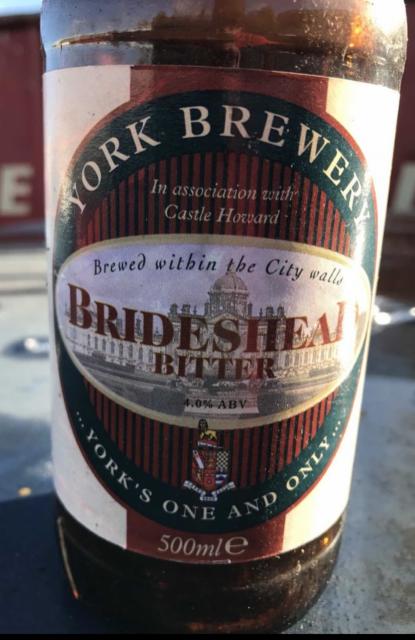 YORK BREWERY
In association with
Castle Howard
Brewed within the City walls
BRIDESHEAD
BITTER
4.0% ABV
...YORK'S ONE AND ONLY...
500ml e